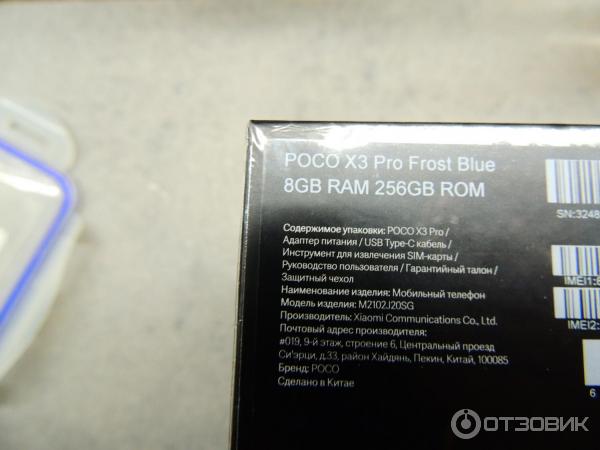 POCO X3 Pro Frost Blue
8GB RAM 256GB ROM
Содержимое упаковки: POCO X3 Pro /
Адаптер питания / USB Type-C кабель /
Инструмент для извлечения SIM-карты /
Руководство пользователя / Гарантийный талон /
Защитный чехол
Наименование изделия: Мобильный телефон
Модель изделия: M2102J20SG
Производитель: Xiaomi Communications Co., Ltd.
Почтовый адрес производителя:
#019, 9-й этаж, строение 6, Центральный проезд
Си'эрци, д.33, район Хайдянь, Пекин, Китай, 100085
Бренд: POCO
Сделано в Китае
SN:3248
IMEI1:
IMEI2:
6
ОТЗОВИК